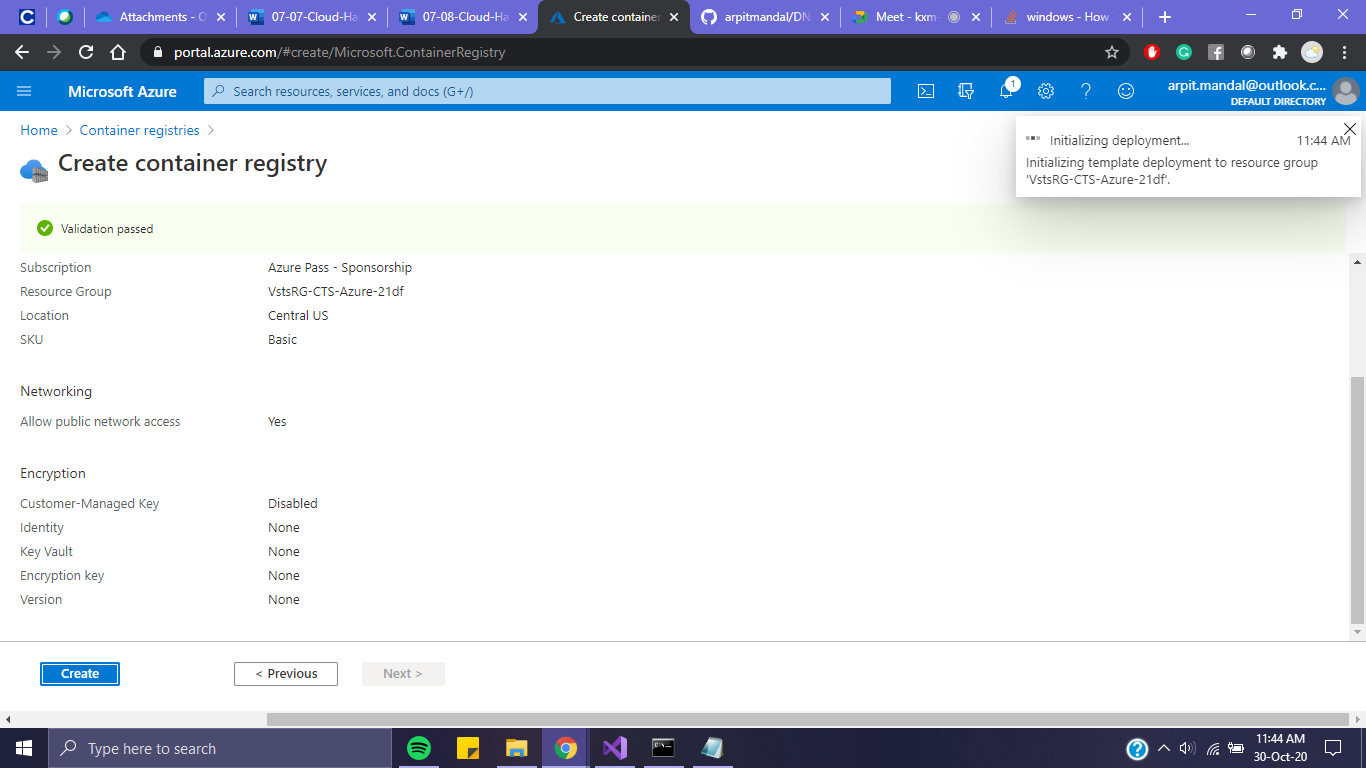 Attachments - O
07-07-Cloud-Ha
07-08-Cloud-Ha
Create container
arpitmandal/DN
Meet - kxm-
windows - How
portal.azure.com/#create/Microsoft.ContainerRegistry
Microsoft Azure
Search resources, services, and docs (G+/)
1
arpit.mandal@outlook.c...
DEFAULT DIRECTORY
Home > Container registries >
Create container registry
Initializing deployment...
11:44 AM
Initializing template deployment to resource group
'VstsRG-CTS-Azure-21df'.
Validation passed
Subscription Azure Pass - Sponsorship
Resource Group VstsRG-CTS-Azure-21df
Location Central US
SKU Basic
Networking
Allow public network access Yes
Encryption
Customer-Managed Key Disabled
Identity None
Key Vault None
Encryption key None
Version None
Create
< Previous
Next >
Type here to search
11:44 AM
30-Oct-20